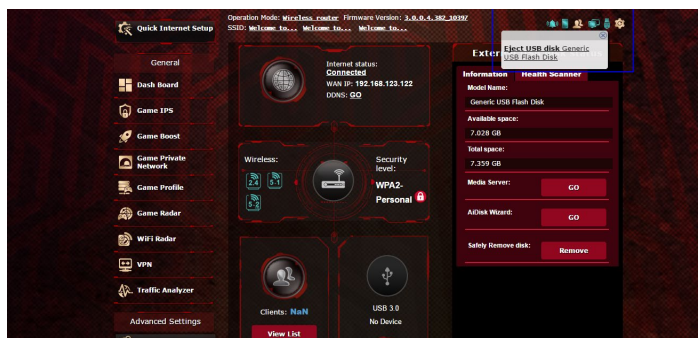 Operation Mode: Wireless router Firmware Version: 3.0.0.4.382_10397
SSID: Welcome to... Welcome to... Welcome to...
Quick Internet Setup
General
Dash Board
Game IPS
Game Boost
Game Private
Network
Game Profile
Game Radar
WiFi Radar
VPN
Traffic Analyzer
Advanced Settings
Internet status:
Connected
WAN IP: 192.168.123.122
DDNS: GO
Wireless:
2.4
5-1
5-2
Security
level:
WPA2-
Personal
Clients: NaN
View List
USB 3.0
No Device
Eject USB disk Generic
USB Flash Disk
Information Health Scanner
Model Name:
Generic USB Flash Disk
Available space:
7.028 GB
Total space:
7.359 GB
Media Server:
GO
AiDisk Wizard:
GO
Safely Remove
disk:
Remove